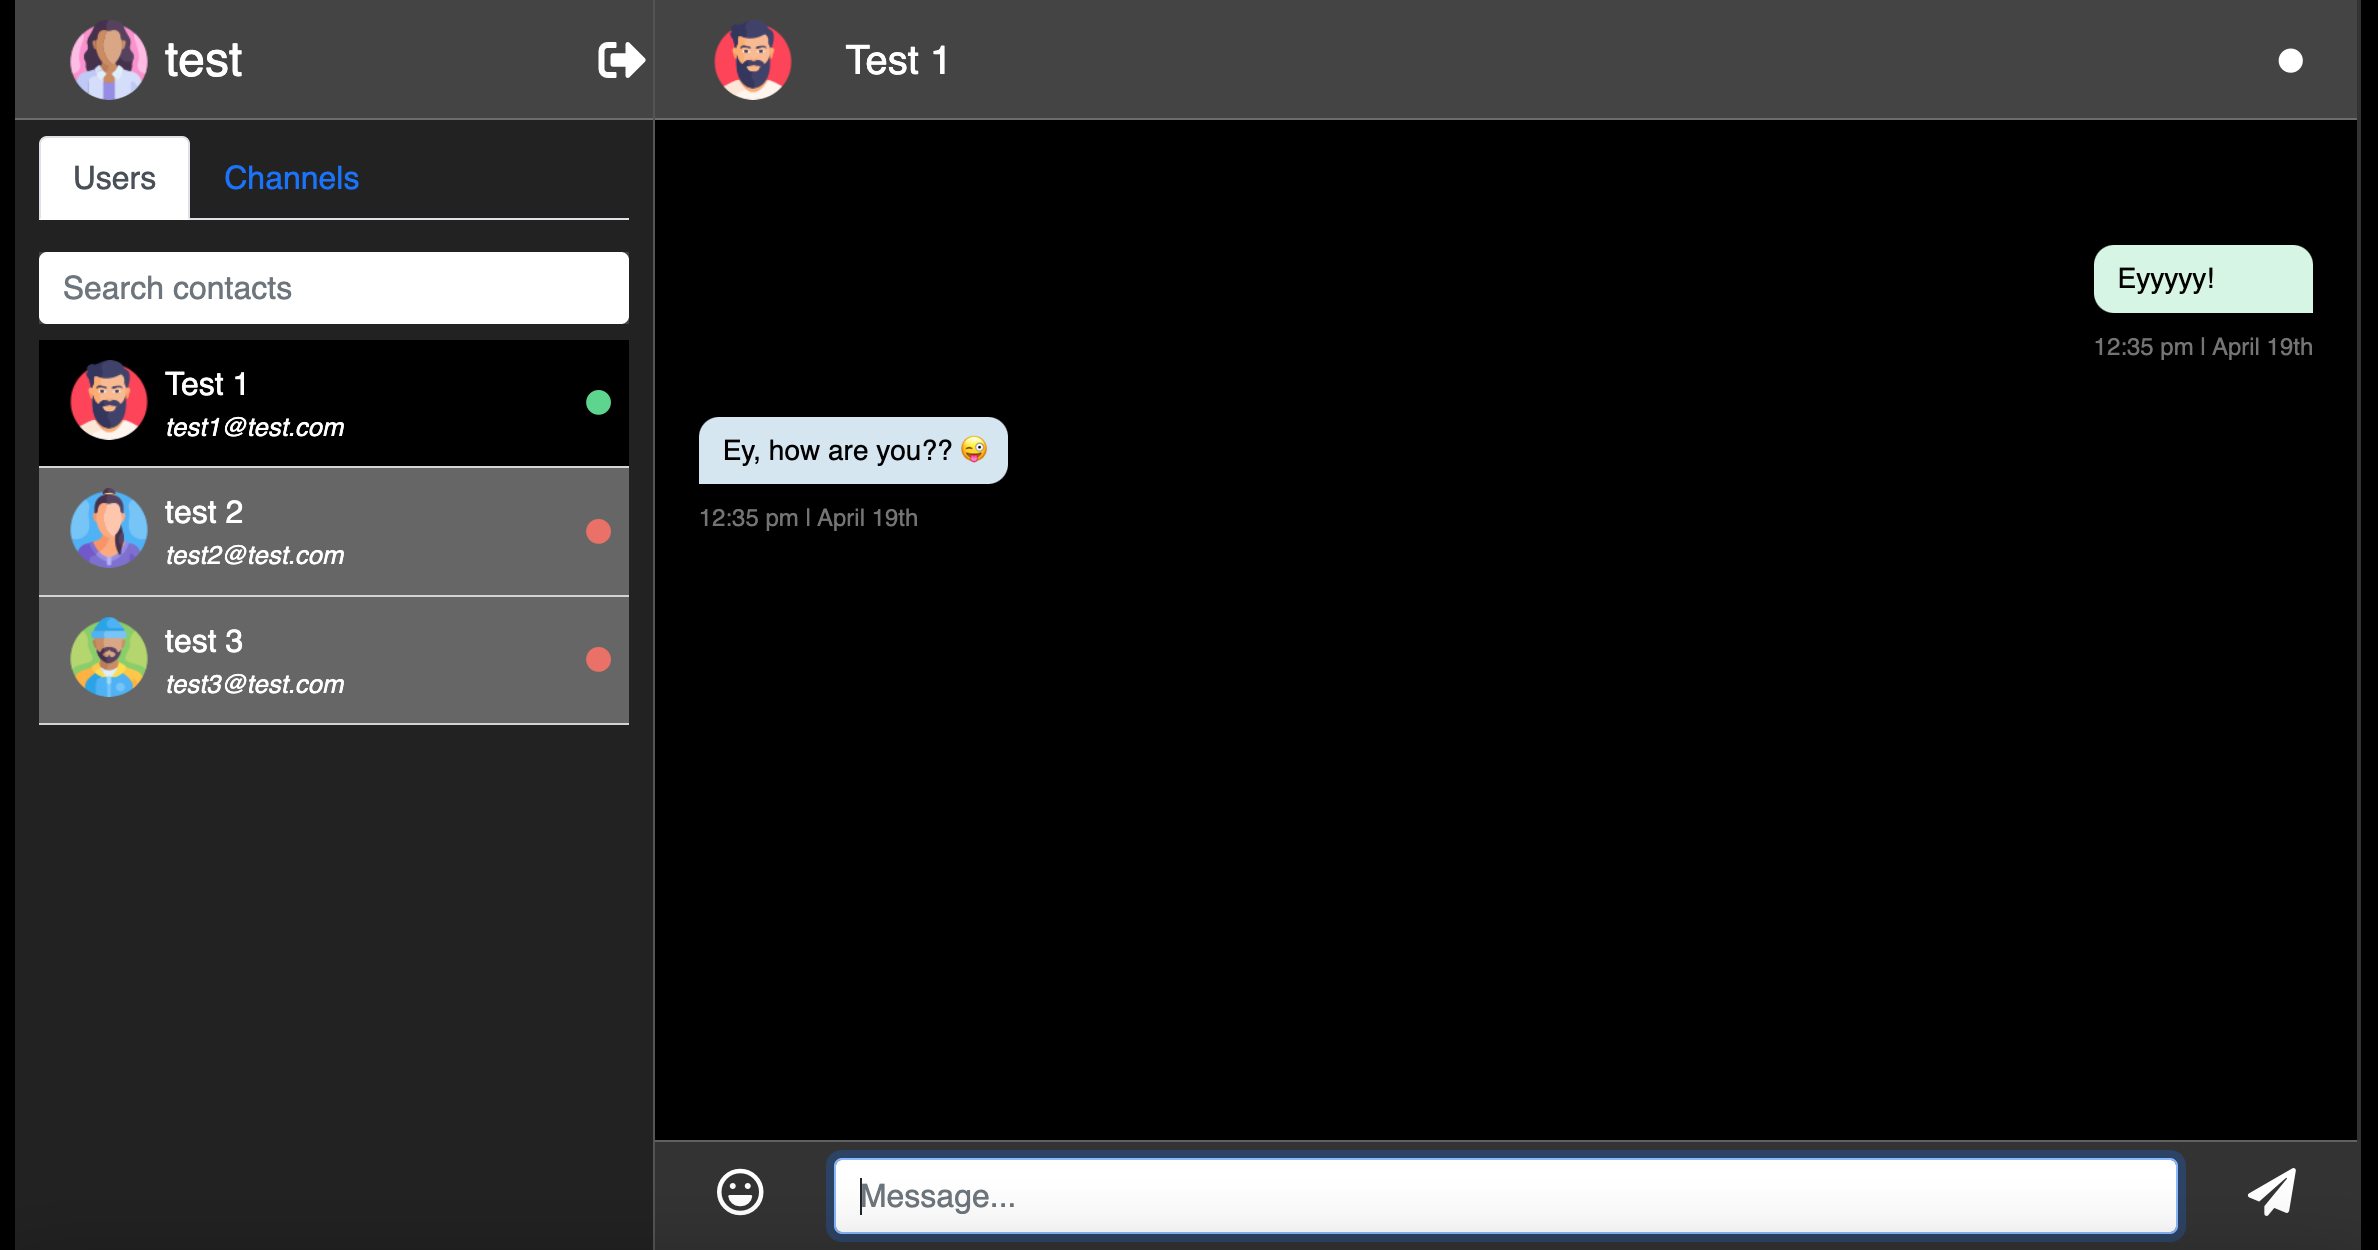 test
Users
Channels
Search contacts
Test 1
test1@test.com
test 2
test2@test.com
test 3
test3@test.com
Test 1
Eyyyyy!
12:35 pm | April 19th
Ey, how are you?? 😜
12:35 pm | April 19th
Message...